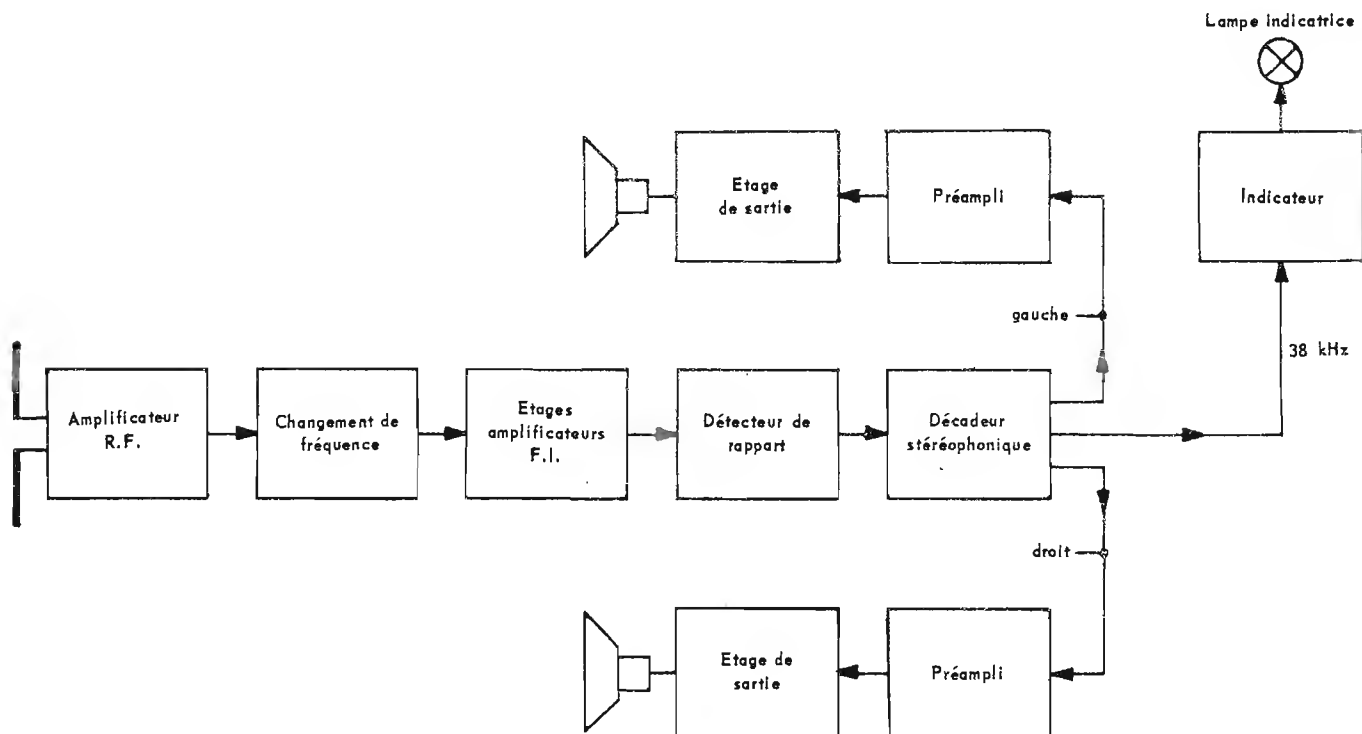 Lampe indicatrice
Etage
de sartie
Préampli
Indicateur
gauche
38 kHz
Amplificateur
R.F.
Changement de
fréquence
Etages
amplificateurs
F.I.
Détecteur de
rappart
Décadeur
stéréophonique
droit
Etage de
sartie
Préampli